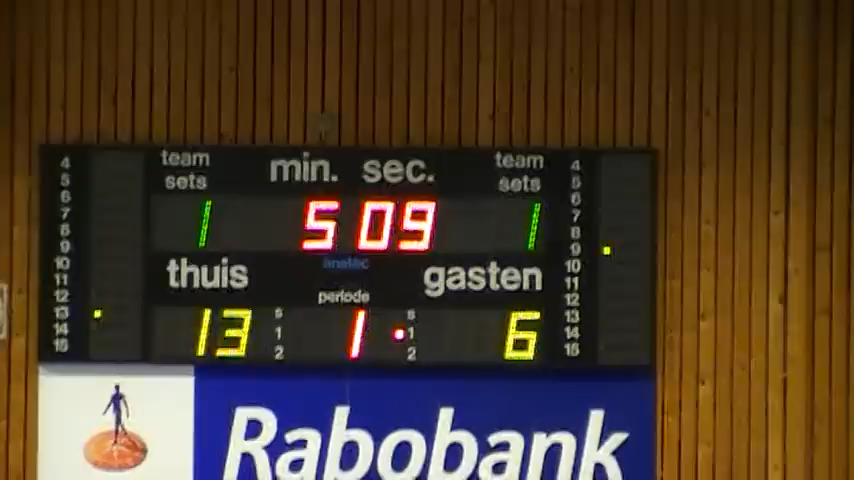 team sets min. sec. team sets
1 5 09 1
anatec
thuis gasten
periode
13 1 6
s 1 2
s 1 2
4 5 6 7 8 9 10 11 12 13 14 15
4 5 6 7 8 9 10 11 12 13 14 15
Rabobank